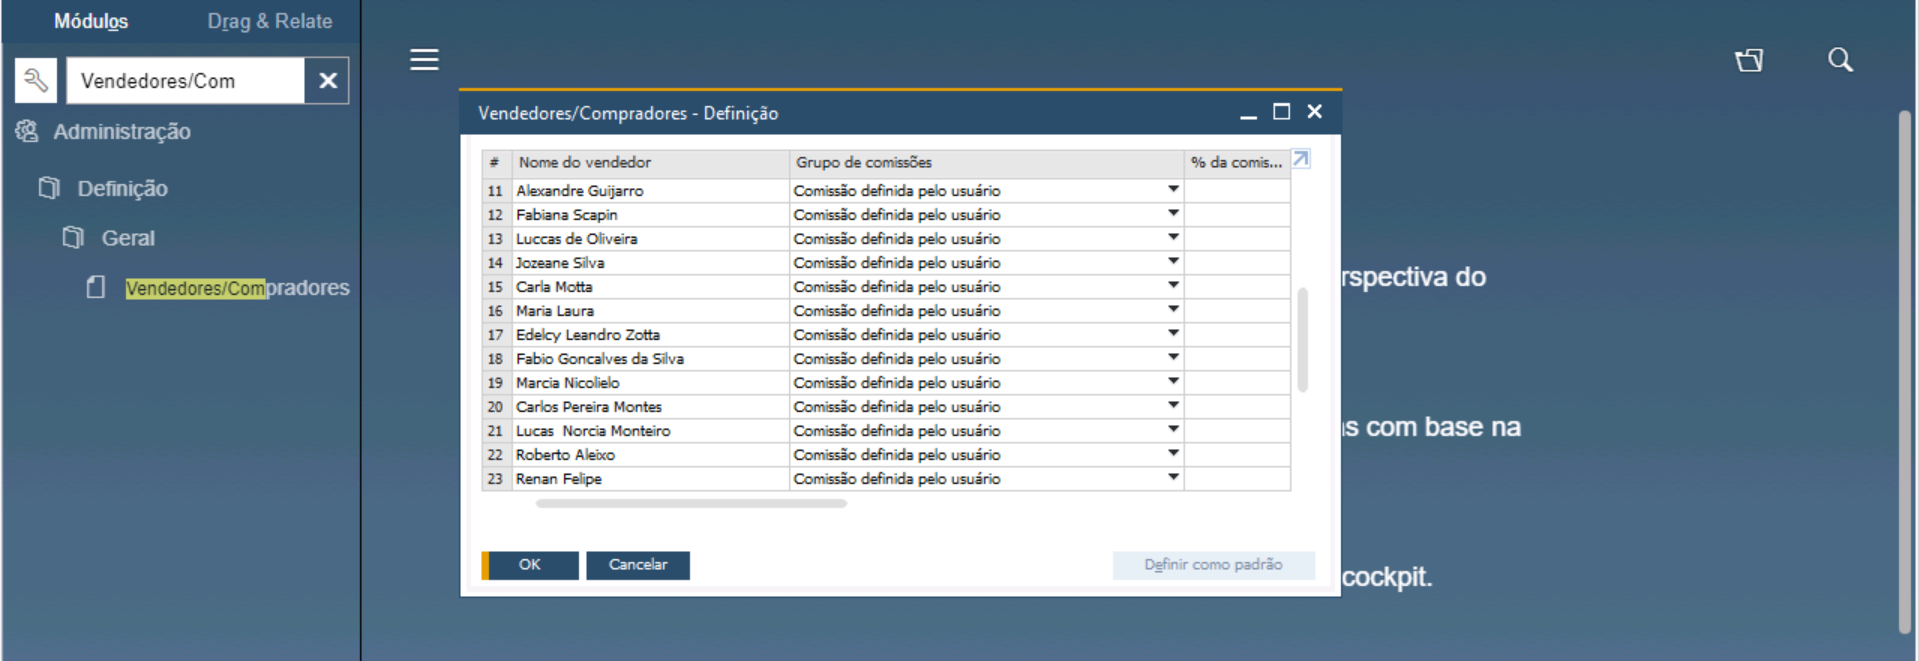 Módulos Drag & Relate
Vendedores/Com
Administração
Definição
Geral
Vendedores/Compradores
Vendedores/Compradores - Definição
# Nome do vendedor Grupo de comissões % da comis...
11 Alexandre Guijarro Comissão definida pelo usuário
12 Fabiana Scapin Comissão definida pelo usuário
13 Luccas de Oliveira Comissão definida pelo usuário
14 Jozeane Silva Comissão definida pelo usuário
15 Carla Motta Comissão definida pelo usuário
16 Maria Laura Comissão definida pelo usuário
17 Edelcy Leandro Zotta Comissão definida pelo usuário
18 Fabio Goncalves da Silva Comissão definida pelo usuário
19 Marcia Nicolielo Comissão definida pelo usuário
20 Carlos Pereira Montes Comissão definida pelo usuário
21 Lucas  Norcia Monteiro Comissão definida pelo usuário
22 Roberto Aleixo Comissão definida pelo usuário
23 Renan Felipe Comissão definida pelo usuário
OK Cancelar Definir como padrão
rspectiva do
s com base na
cockpit.